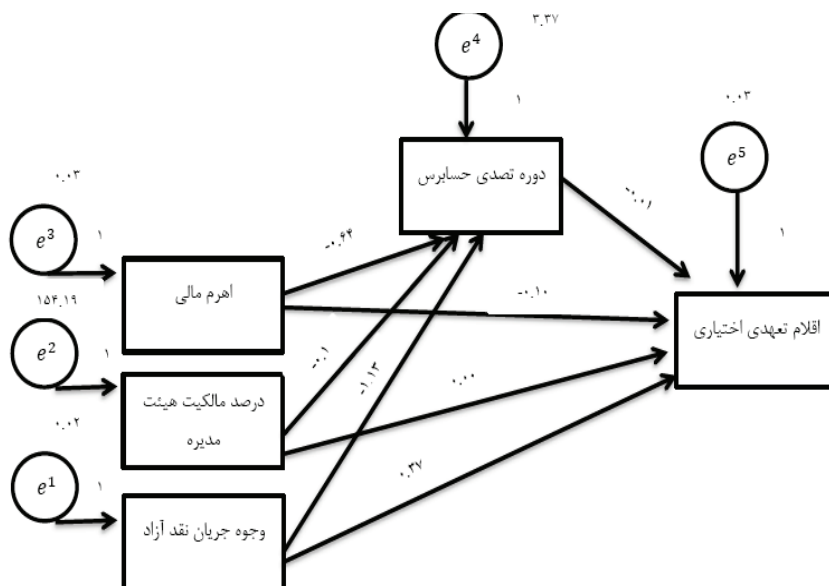 ۳.۳۷
e⁴
۱
۰.۰۳
e⁵
۱
دوره تصدی حسابرس
-۰.۰۱
۰.۰۳
e³
۱
اهرم مالی
-۰.۶۴
-۰.۱۰
اقلام تعهدی اختیاری
۱۵۴.۱۹
e²
۱
درصد مالکیت هیئت
مدیره
-۰.۱
-۱.۱۳
۰.۰۰
۰.۰۲
e¹
۱
وجوه جریان نقد آزاد
۰.۳۷